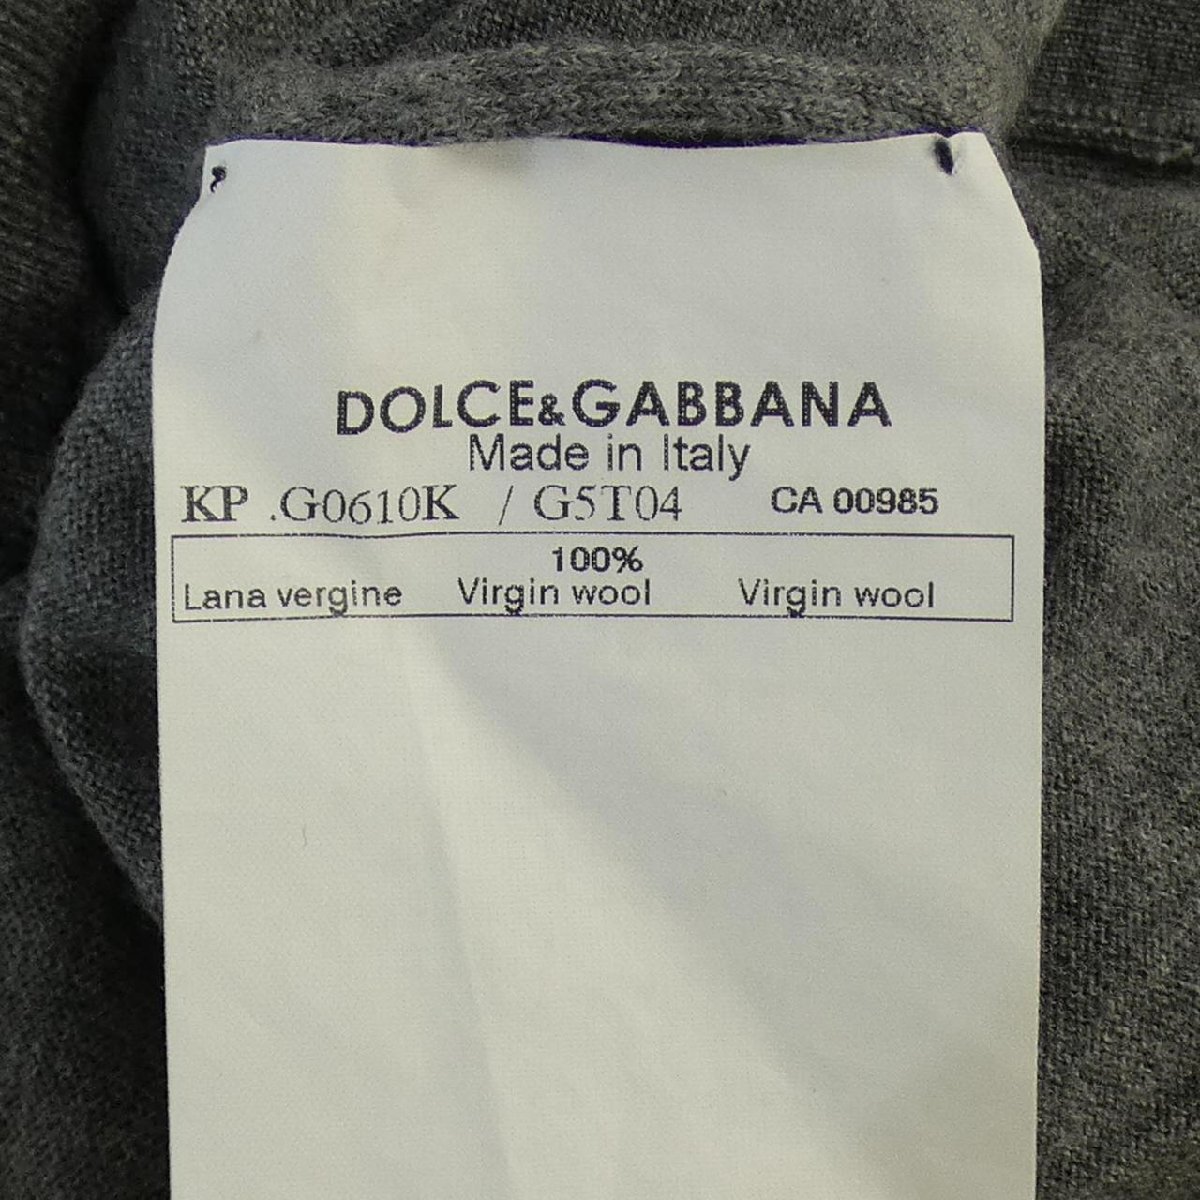 DOLCE&GABBANA
Made in Italy
KP .G0610K / G5T04 CA 00985
100%
Lana vergine Virgin wool Virgin wool